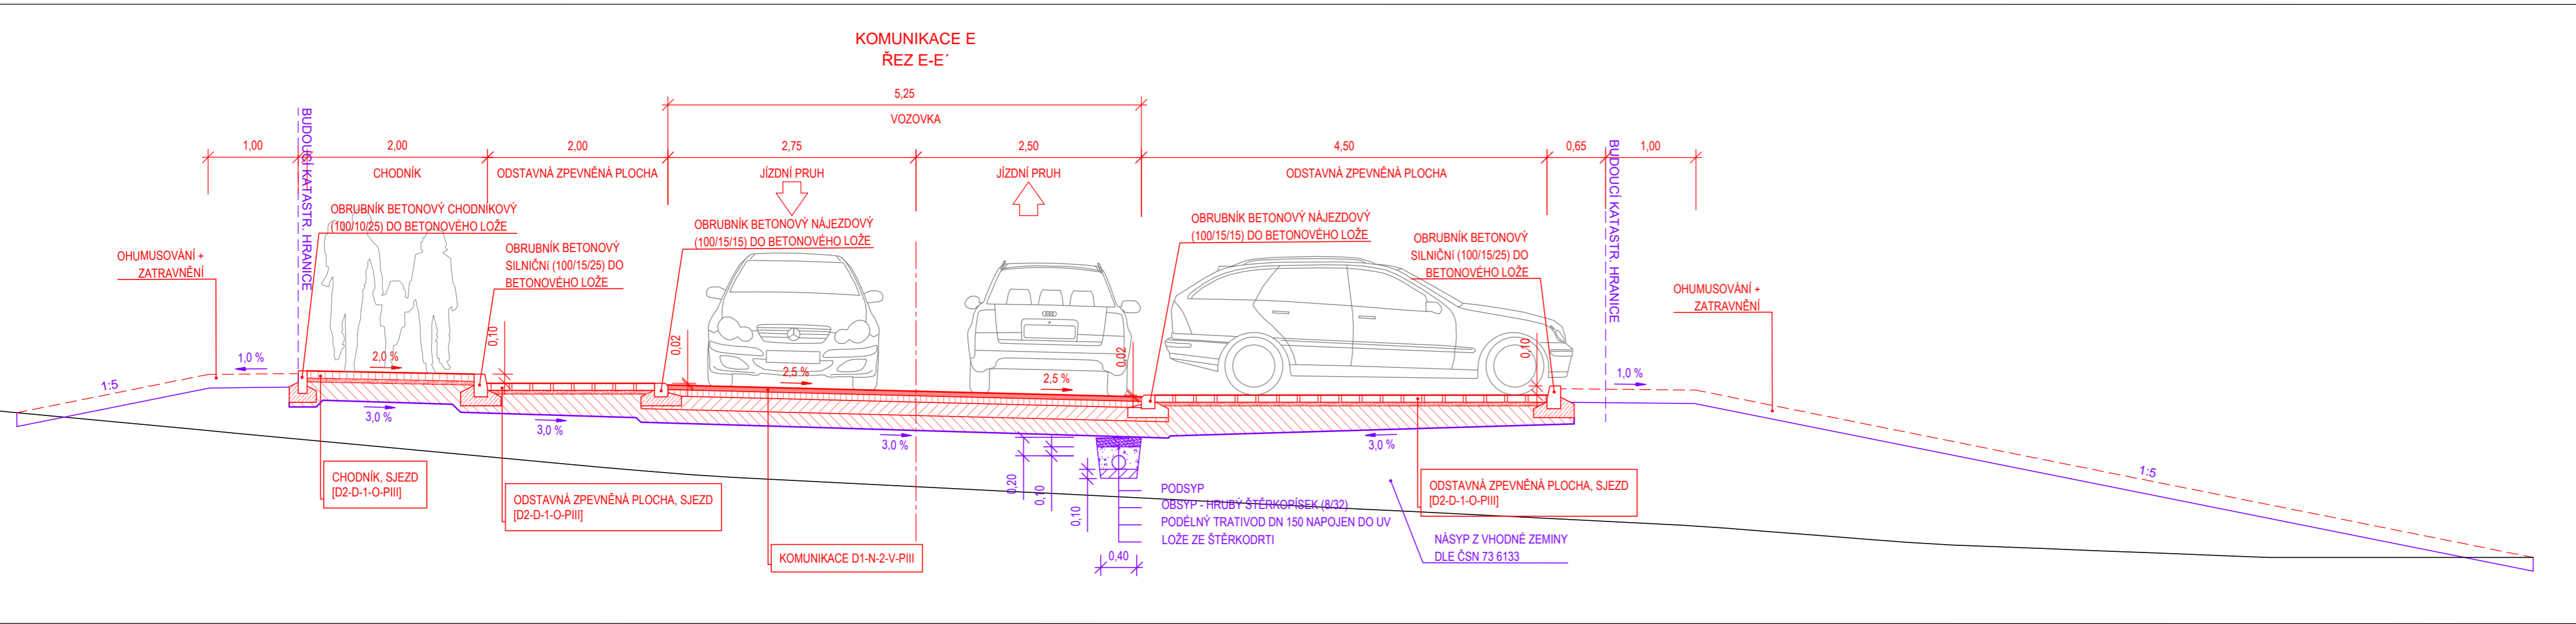 KOMUNIKACE E
ŘEZ E-E´
5,25
VOZOVKA
1,00
2,00
2,00
2,75
2,50
4,50
0,65
1,00
CHODNÍK
ODSTAVNÁ ZPEVNĚNÁ PLOCHA
JÍZDNÍ PRUH
JÍZDNÍ PRUH
ODSTAVNÁ ZPEVNĚNÁ PLOCHA
BUDOUCÍ KATASTR. HRANICE
BUDOUCÍ KATASTR. HRANICE
OBRUBNÍK BETONOVÝ CHODNÍKOVÝ
(100/10/25) DO BETONOVÉHO LOŽE
OBRUBNÍK BETONOVÝ
SILNIČNí (100/15/25) DO
BETONOVÉHO LOŽE
OBRUBNÍK BETONOVÝ NÁJEZDOVÝ
(100/15/15) DO BETONOVÉHO LOŽE
OBRUBNÍK BETONOVÝ NÁJEZDOVÝ
(100/15/15) DO BETONOVÉHO LOŽE
OBRUBNÍK BETONOVÝ
SILNIČNí (100/15/25) DO
BETONOVÉHO LOŽE
OHUMUSOVÁNÍ +
ZATRAVNĚNÍ
OHUMUSOVÁNÍ +
ZATRAVNĚNÍ
0,10
0,02
0,02
0,10
1:5
1,0 %
2,0 %
2,5 %
2,5 %
1,0 %
1:5
3,0 %
3,0 %
3,0 %
3,0 %
CHODNÍK, SJEZD
[D2-D-1-O-PIII]
ODSTAVNÁ ZPEVNĚNÁ PLOCHA, SJEZD
[D2-D-1-O-PIII]
KOMUNIKACE D1-N-2-V-PIII
0,20
0,10
0,10
0,40
PODSYP
OBSYP - HRUBÝ ŠTĚRKOPÍSEK (8/32)
PODÉLNÝ TRATIVOD DN 150 NAPOJEN DO UV
LOŽE ZE ŠTĚRKODRTI
ODSTAVNÁ ZPEVNĚNÁ PLOCHA, SJEZD
[D2-D-1-O-PIII]
NÁSYP Z VHODNÉ ZEMINY
DLE ČSN 73 6133